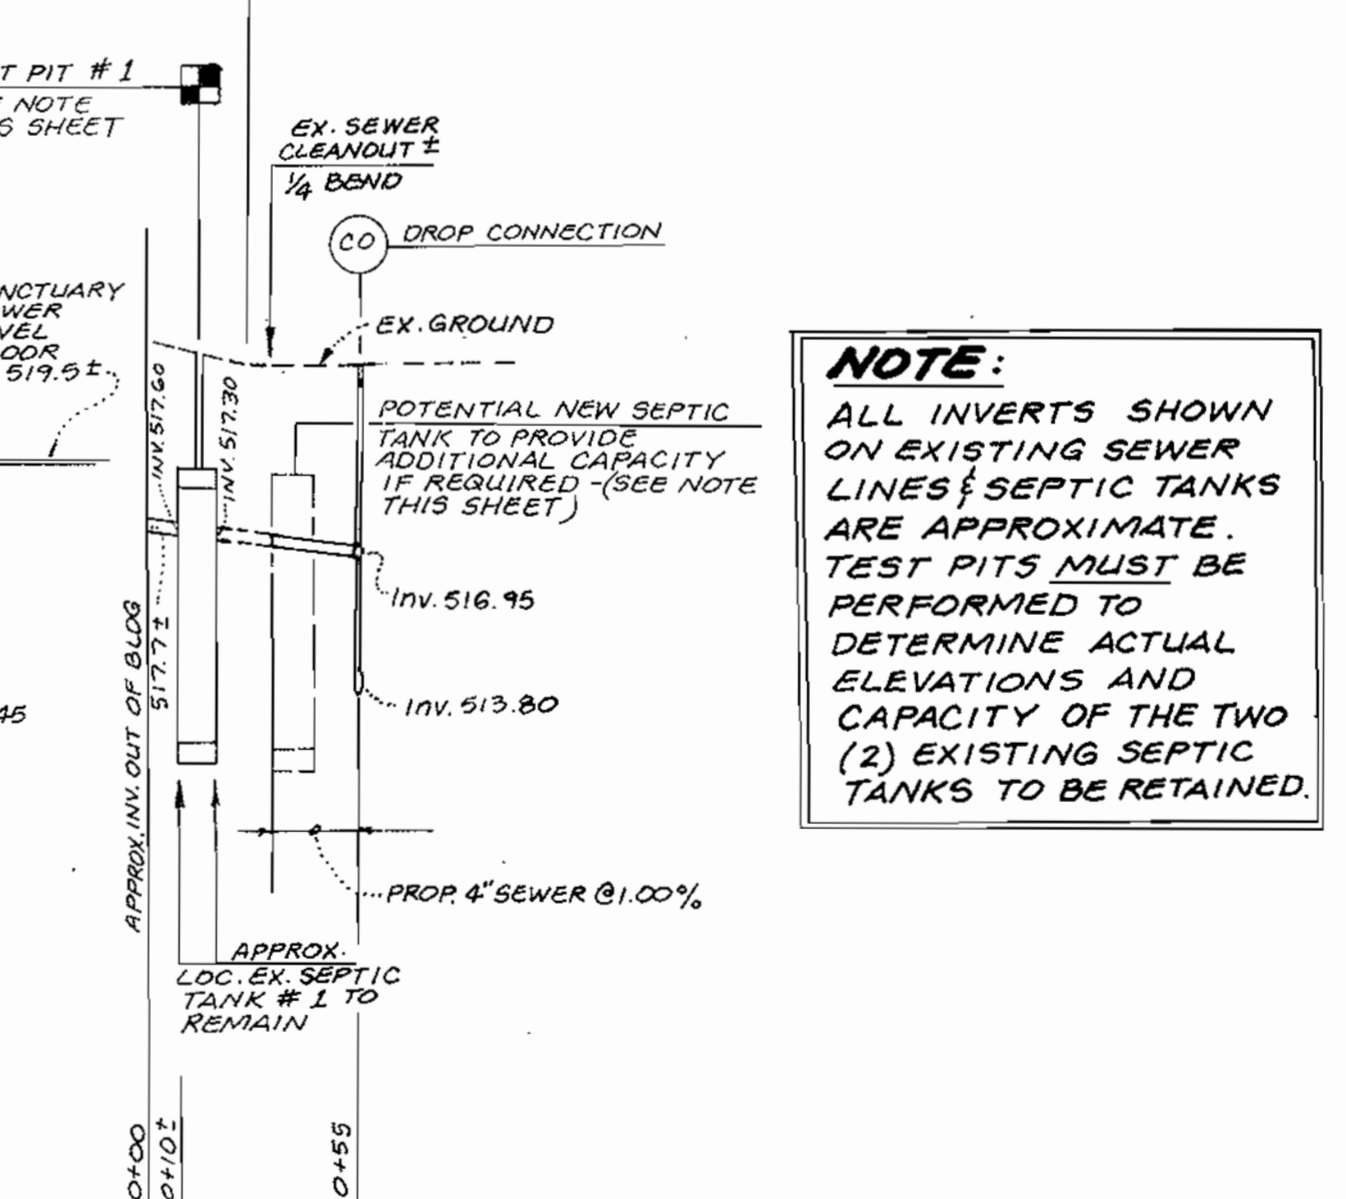 T PIT # 1
NOTE
S SHEET
EX. SEWER
CLEANOUT ±
1/4 BEND
CO
DROP CONNECTION
NCTUARY
WER
VEL
OOR
519.5±
EX. GROUND
INV. 517.60
INV. 517.30
POTENTIAL NEW SEPTIC
TANK TO PROVIDE
ADDITIONAL CAPACITY
IF REQUIRED -(SEE NOTE
THIS SHEET)
Inv. 516.95
Inv. 513.80
APPROX. INV. OUT OF BLDG
517.7±
45
PROP. 4" SEWER @1.00%
APPROX.
LOC. EX. SEPTIC
TANK # 1 TO
REMAIN
0+00
0+10±
0+55
NOTE:
ALL INVERTS SHOWN
ON EXISTING SEWER
LINES & SEPTIC TANKS
ARE APPROXIMATE.
TEST PITS MUST BE
PERFORMED TO
DETERMINE ACTUAL
ELEVATIONS AND
CAPACITY OF THE TWO
(2) EXISTING SEPTIC
TANKS TO BE RETAINED.